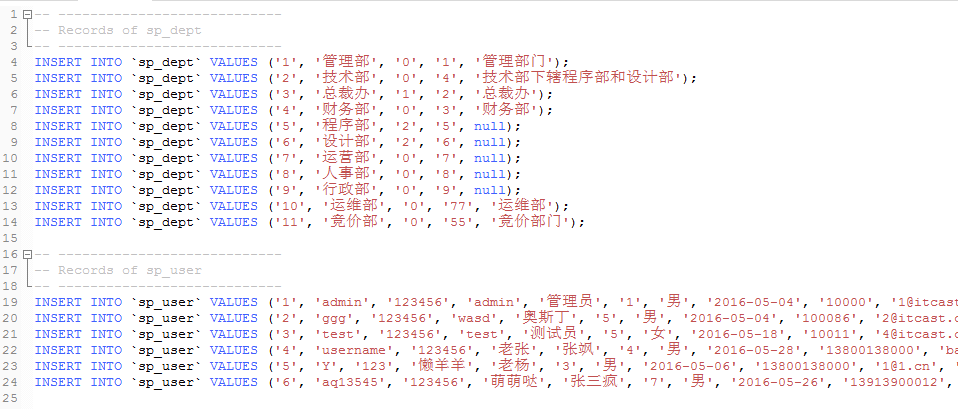 1 -- ----------------------------
2 -- Records of sp_dept
3 -- ----------------------------
4 INSERT INTO `sp_dept` VALUES ('1', '管理部', '0', '1', '管理部门');
5 INSERT INTO `sp_dept` VALUES ('2', '技术部', '0', '4', '技术部下辖程序部和设计部');
6 INSERT INTO `sp_dept` VALUES ('3', '总裁办', '1', '2', '总裁办');
7 INSERT INTO `sp_dept` VALUES ('4', '财务部', '0', '3', '财务部');
8 INSERT INTO `sp_dept` VALUES ('5', '程序部', '2', '5', null);
9 INSERT INTO `sp_dept` VALUES ('6', '设计部', '2', '6', null);
10 INSERT INTO `sp_dept` VALUES ('7', '运营部', '0', '7', null);
11 INSERT INTO `sp_dept` VALUES ('8', '人事部', '0', '8', null);
12 INSERT INTO `sp_dept` VALUES ('9', '行政部', '0', '9', null);
13 INSERT INTO `sp_dept` VALUES ('10', '运维部', '0', '77', '运维部');
14 INSERT INTO `sp_dept` VALUES ('11', '竟价部', '0', '55', '竟价部门');
15
16 -- ----------------------------
17 -- Records of sp_user
18 -- ----------------------------
19 INSERT INTO `sp_user` VALUES ('1', 'admin', '123456', 'admin', '管理员', '1', '男', '2016-05-04', '10000', '1@itcast.
20 INSERT INTO `sp_user` VALUES ('2', 'ggg', '123456', 'wasd', '奥斯丁', '5', '男', '2016-05-04', '100086', '2@itcast.
21 INSERT INTO `sp_user` VALUES ('3', 'test', '123456', 'test', '测试员', '5', '女', '2016-05-18', '10011', '4@itcast.
22 INSERT INTO `sp_user` VALUES ('4', 'username', '123456', '老张', '张飒', '4', '男', '2016-05-28', '13800138000', 'ba
23 INSERT INTO `sp_user` VALUES ('5', 'Y', '123', '懒羊羊', '老杨', '3', '男', '2016-05-06', '13800138000', '1@1.cn', '
24 INSERT INTO `sp_user` VALUES ('6', 'aq13545', '123456', '萌萌哒', '张三疯', '7', '男', '2016-05-26', '13913900012',
25